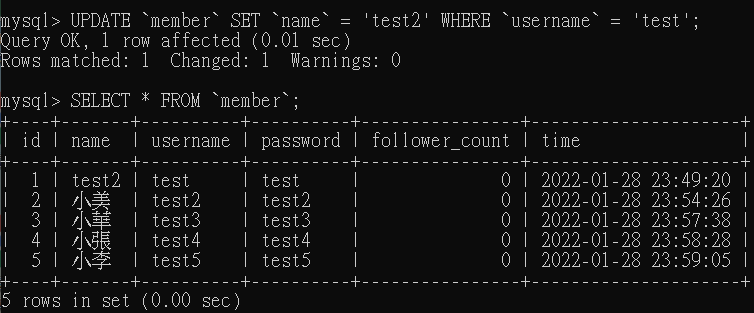 mysql> UPDATE `member` SET `name` = 'test2' WHERE `username` = 'test';
Query OK, 1 row affected (0.01 sec)
Rows matched: 1  Changed: 1  Warnings: 0
mysql> SELECT * FROM `member`;
+----+-------+----------+----------+----------------+---------------------+
| id | name  | username | password | follower_count | time                |
+----+-------+----------+----------+----------------+---------------------+
|  1 | test2 | test     | test     |              0 | 2022-01-28 23:49:20 |
|  2 | 小美  | test2    | test2    |              0 | 2022-01-28 23:54:26 |
|  3 | 小華  | test3    | test3    |              0 | 2022-01-28 23:57:38 |
|  4 | 小張  | test4    | test4    |              0 | 2022-01-28 23:58:28 |
|  5 | 小李  | test5    | test5    |              0 | 2022-01-28 23:59:05 |
+----+-------+----------+----------+----------------+---------------------+
5 rows in set (0.00 sec)